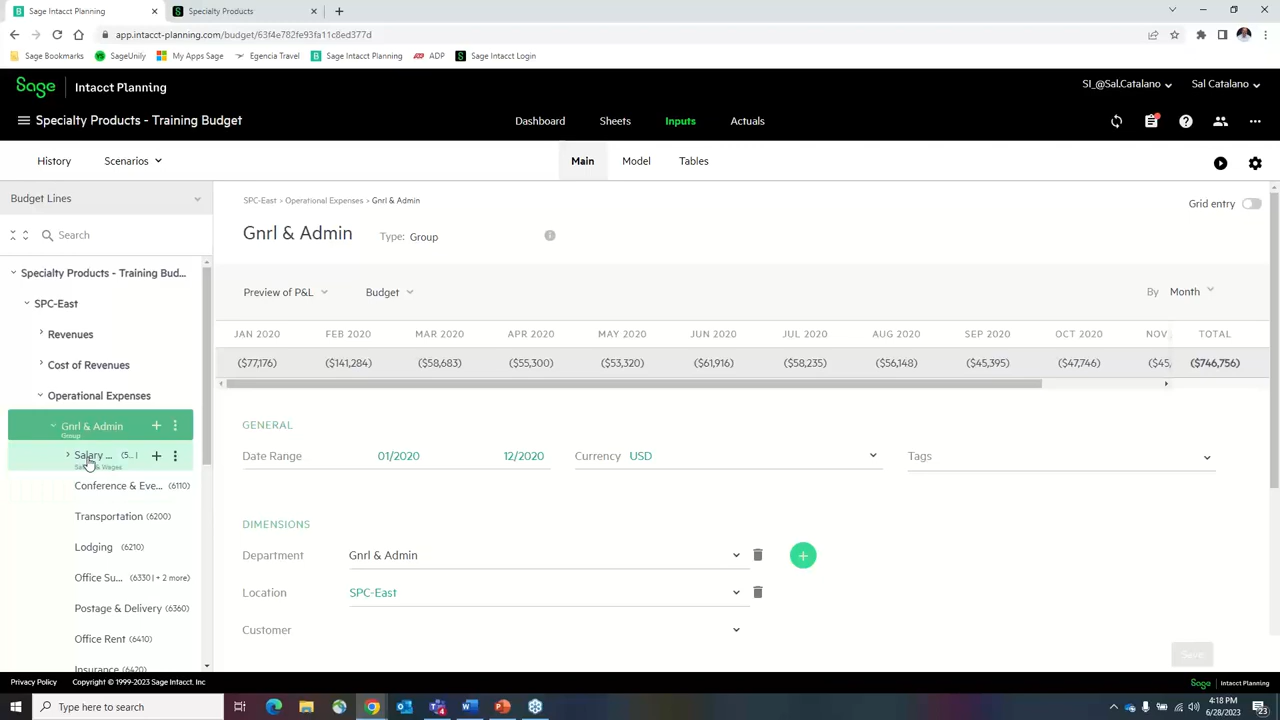 Sage Intacct Planning
Specialty Products
app.intacct-planning.com/budget/63f4e782fe93fa11c8ed377d
Sage Bookmarks
SageUnily
My Apps Sage
Egencia Travel
Sage Intacct Planning
ADP
Sage Intacct Login
Sage
Intacct Planning
SI_@Sal.Catalano
Sal Catalano
Specialty Products - Training Budget
Dashboard
Sheets
Inputs
Actuals
History
Scenarios
Main
Model
Tables
Budget Lines
Search
Specialty Products - Training Bud...
SPC-East
Revenues
Cost of Revenues
Operational Expenses
Gnrl & Admin
Group
Salary ... (5... |
Conference & Eve... (6110)
Transportation (6200)
Lodging (6210)
Office Su... (6330 | + 2 more)
Postage & Delivery (6360)
Office Rent (6410)
Insurance (6420)
SPC-East > Operational Expenses > Gnrl & Admin
Grid entry
Gnrl & Admin
Type: Group
Preview of P&L
Budget
By Month
JAN 2020 FEB 2020 MAR 2020 APR 2020 MAY 2020 JUN 2020 JUL 2020 AUG 2020 SEP 2020 OCT 2020 NOV TOTAL
($77,176) ($141,284) ($58,683) ($55,300) ($53,320) ($61,916) ($58,235) ($56,148) ($45,395) ($47,746) ($45, ($746,756)
GENERAL
Date Range 01/2020 12/2020 Currency USD Tags
DIMENSIONS
Department Gnrl & Admin
Location SPC-East
Customer
Save
Privacy Policy
Copyright © 1999-2023 Sage Intacct, Inc
Sage
Intacct Planning
Type here to search
4:18 PM
6/28/2023
23